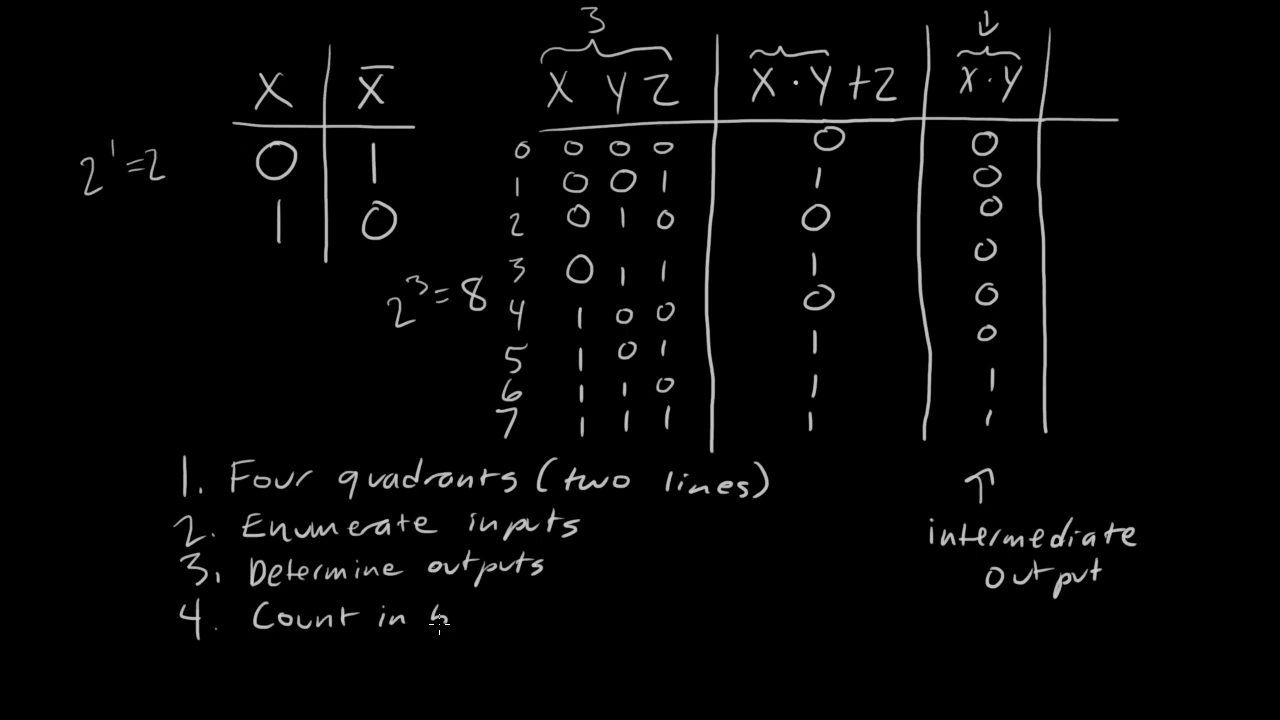 3
X X̅ X Y Z X · Y + Z X · Y
2¹=2
0 1
1 0
2³=8
0 0 0 0 0 0
1 0 0 1 1 0
2 0 1 0 0 0
3 0 1 1 1 0
4 1 0 0 0 0
5 1 0 1 1 0
6 1 1 0 1 1
7 1 1 1 1 1
1. Four quadrants (two lines)
2. Enumerate inputs
3. Determine outputs
4. Count in
intermediate
output